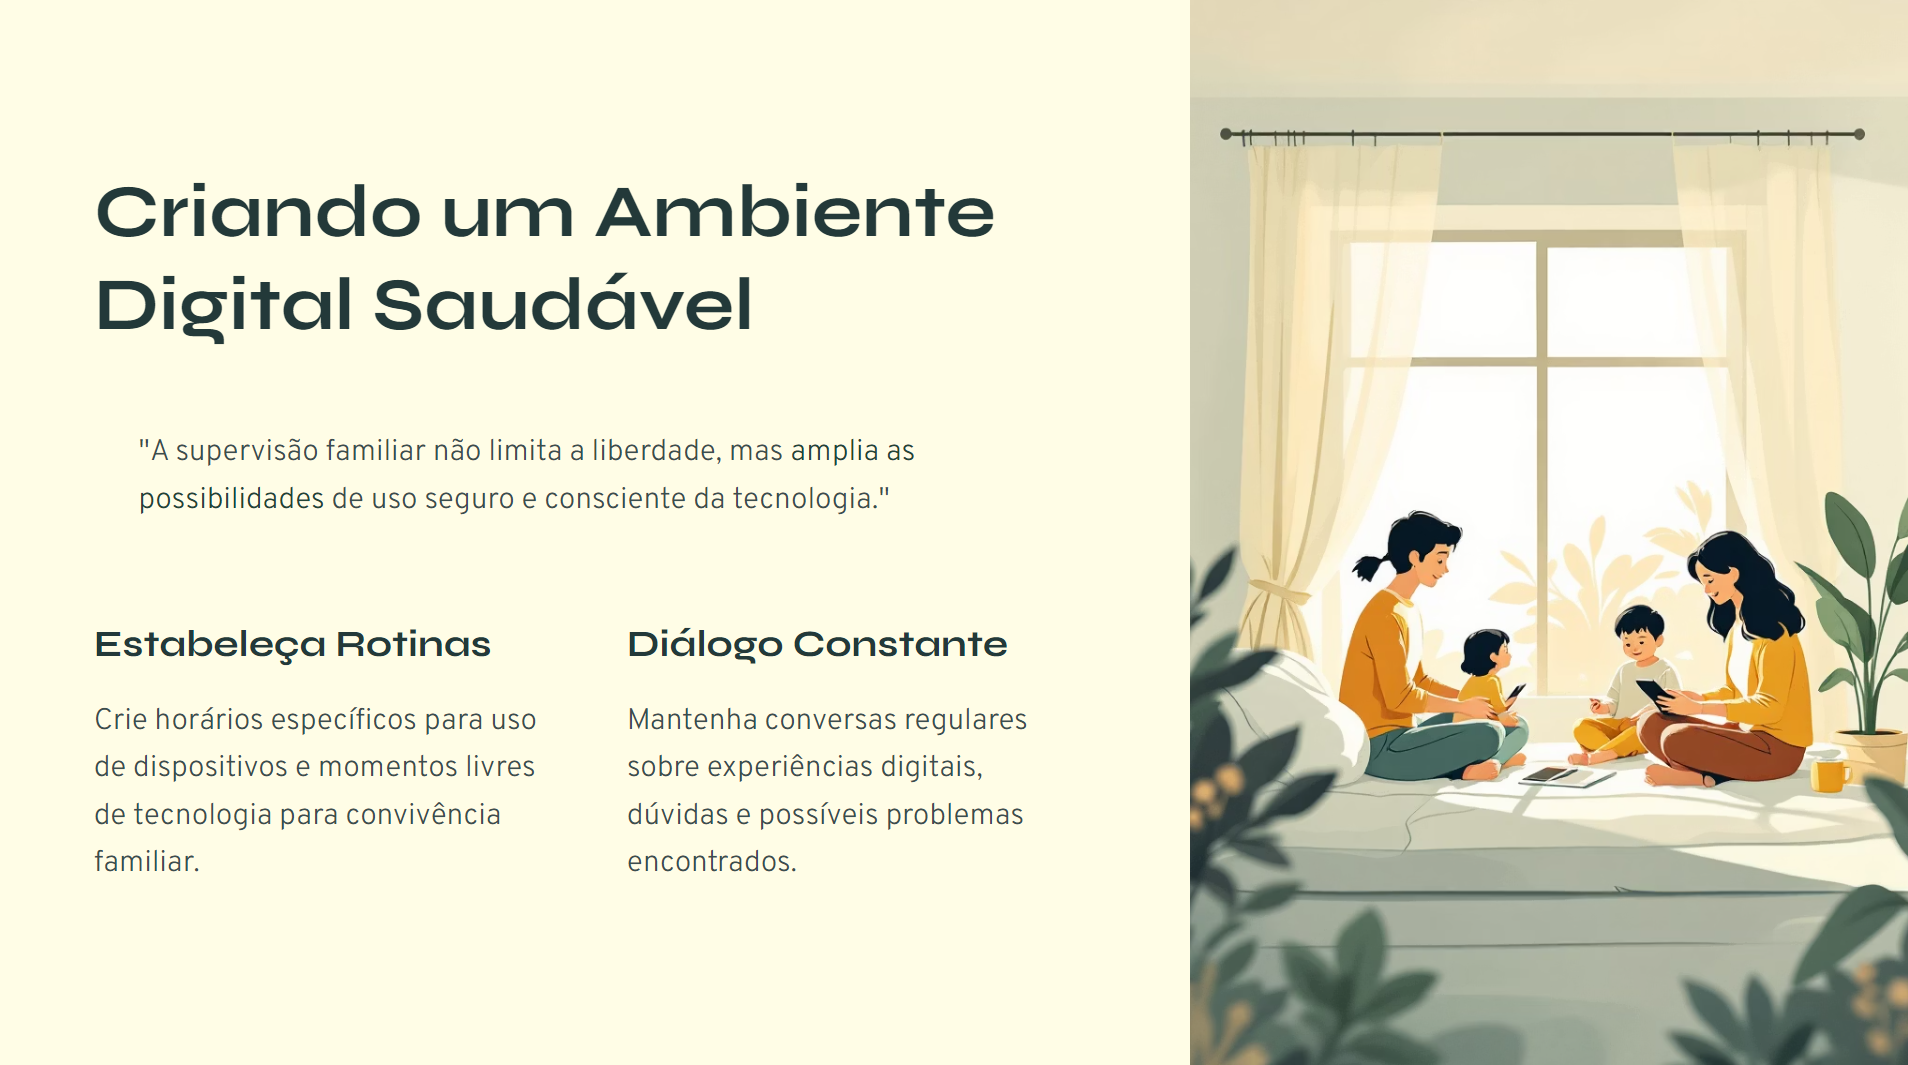 Criando um Ambiente
Digital Saudável
"A supervisão familiar não limita a liberdade, mas amplia as
possibilidades de uso seguro e consciente da tecnologia."
Estabeleça Rotinas
Crie horários específicos para uso
de dispositivos e momentos livres
de tecnologia para convivência
familiar.
Diálogo Constante
Mantenha conversas regulares
sobre experiências digitais,
dúvidas e possíveis problemas
encontrados.